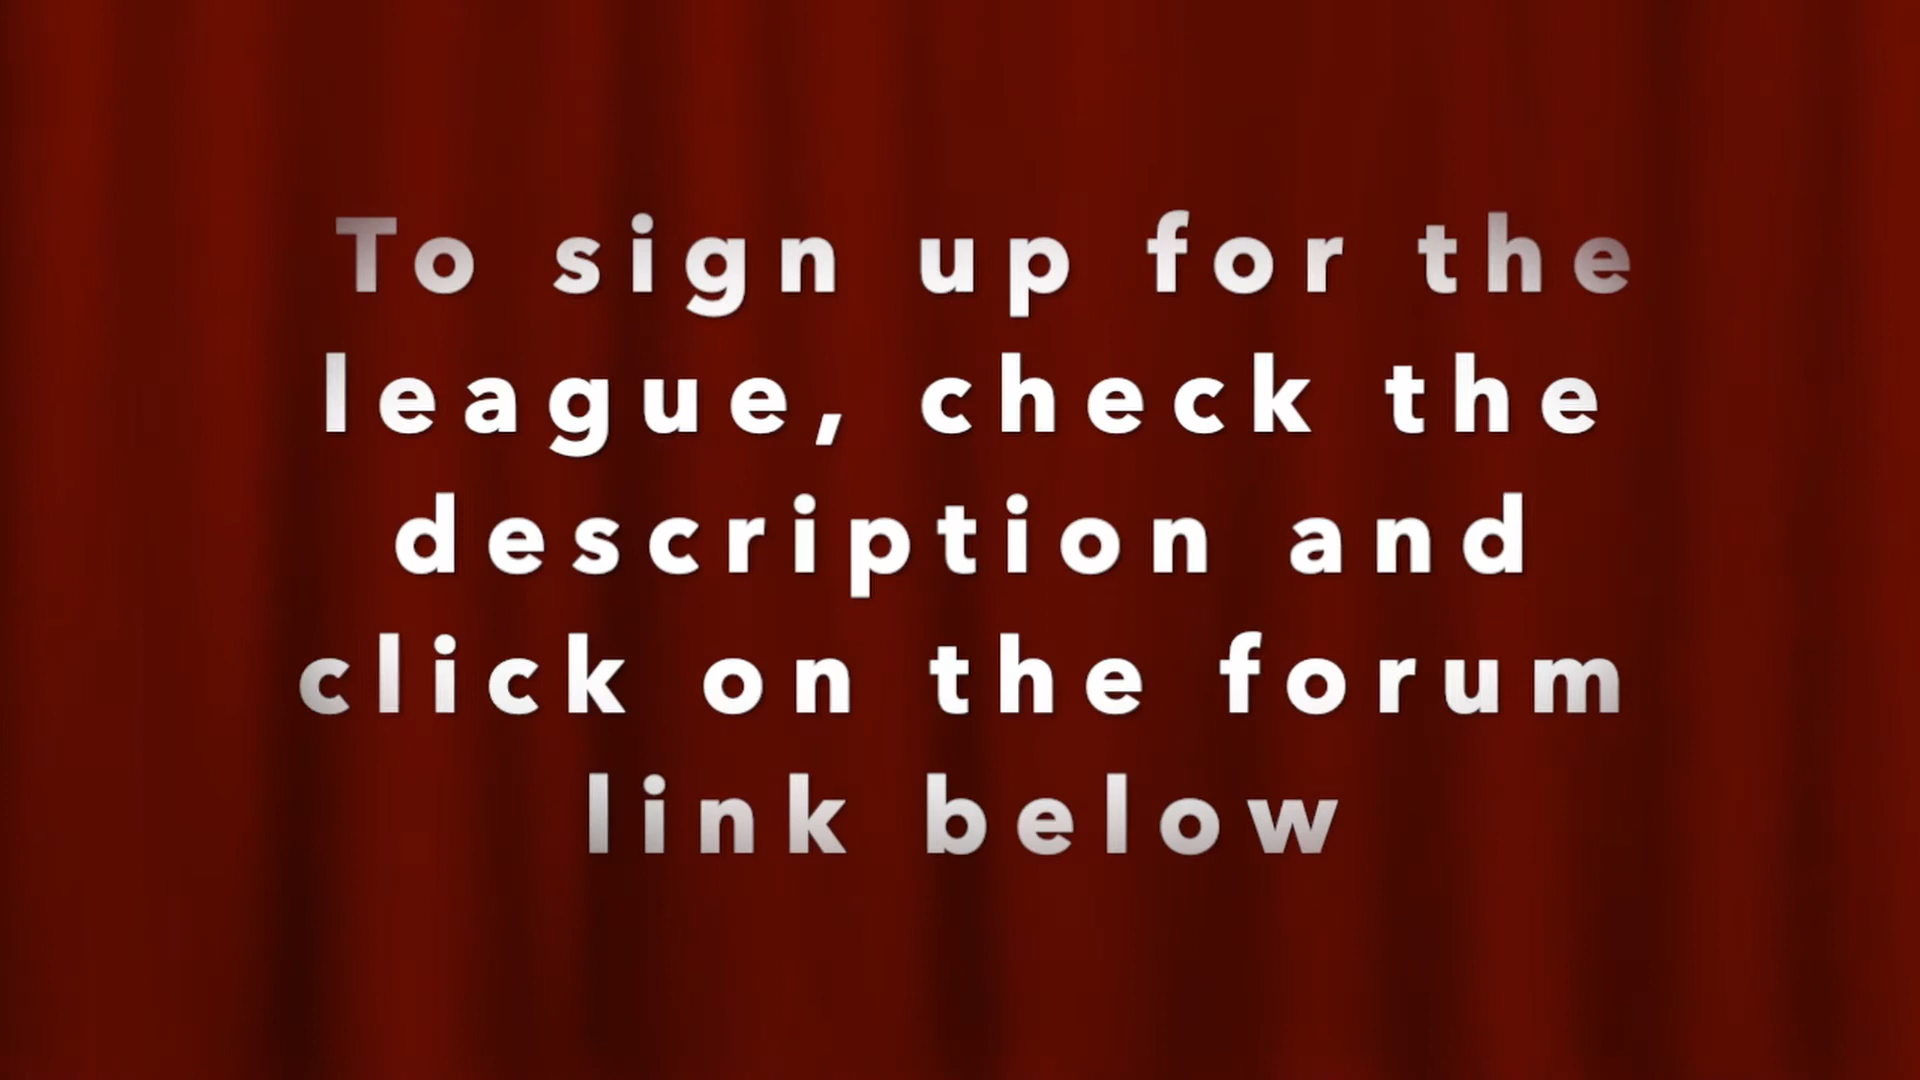 To sign up for the
league, check the
description and
click on the forum
link below